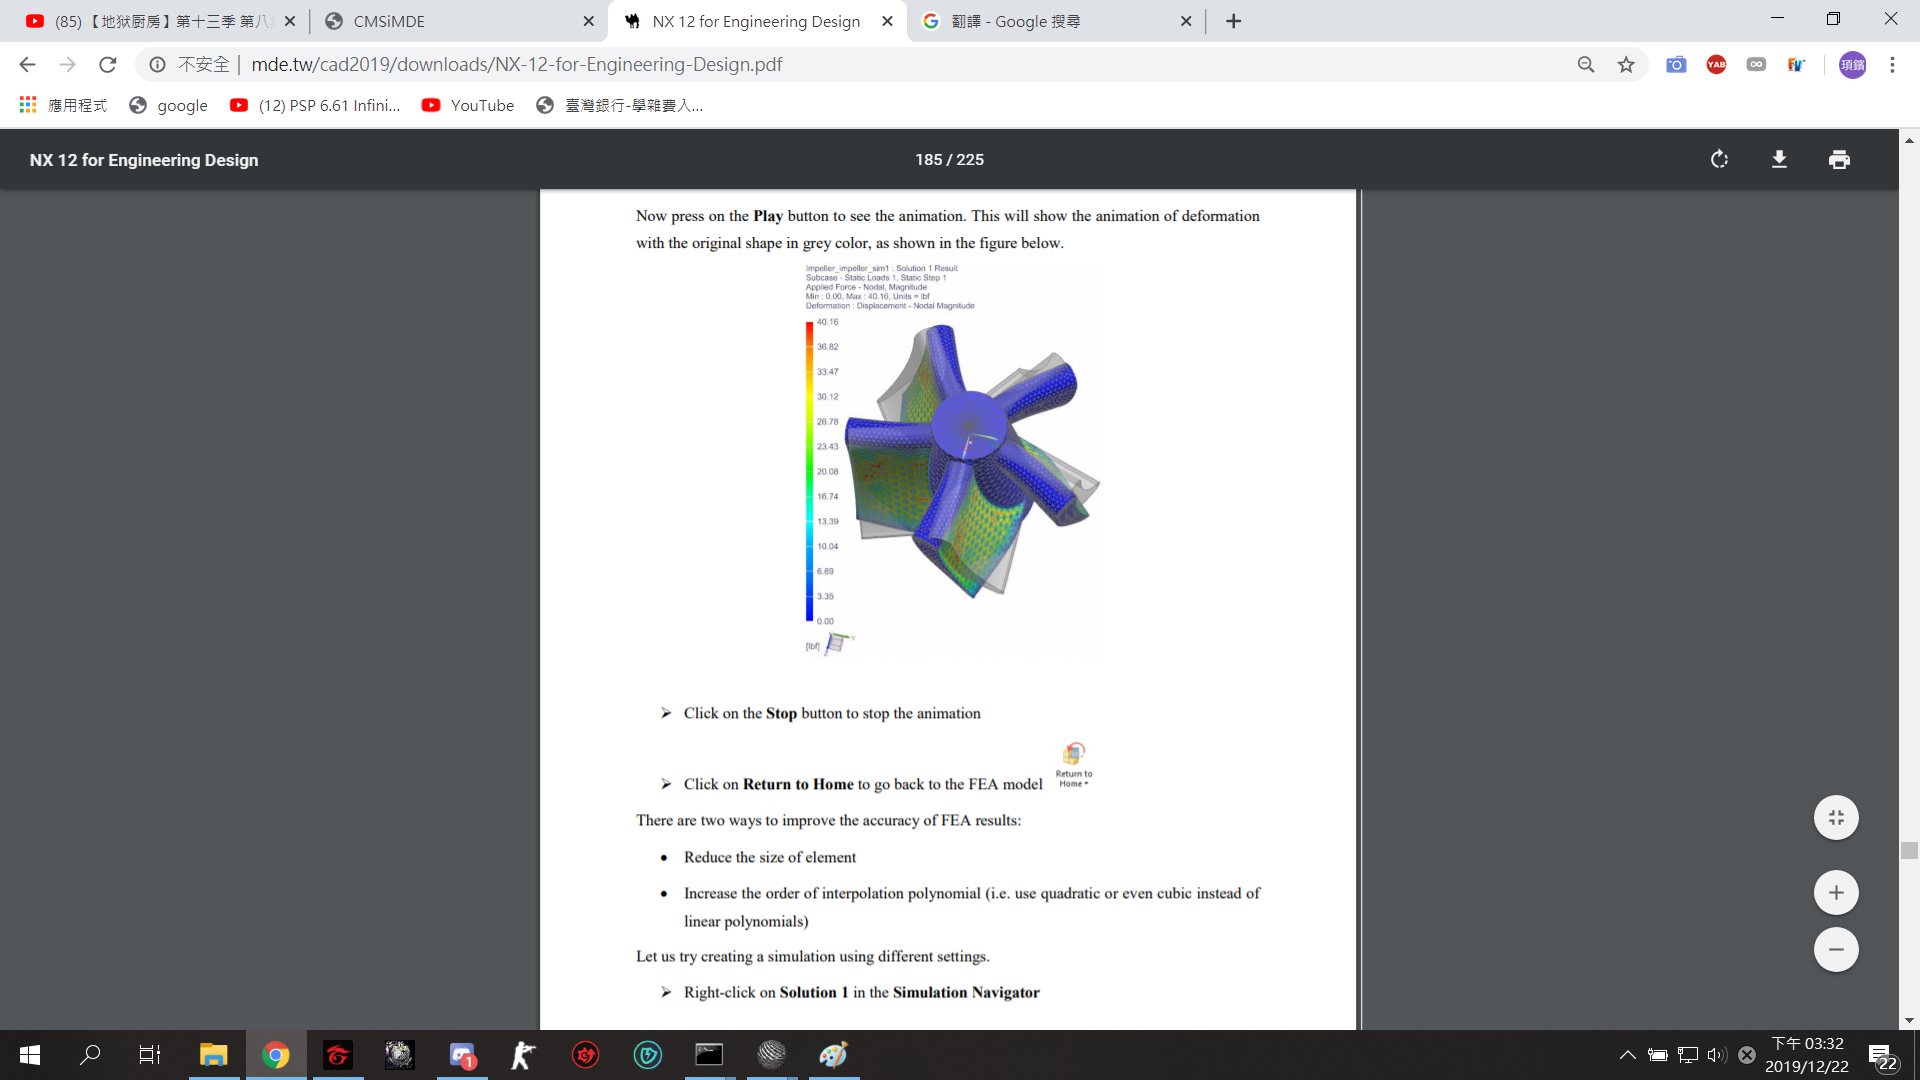 (85) 【地獄厨房】第十三季 第八
CMSiMDE
NX 12 for Engineering Design
翻譯 - Google 搜尋
不安全 | mde.tw/cad2019/downloads/NX-12-for-Engineering-Design.pdf
YAB
頊鑌
應用程式
google
(12) PSP 6.61 Infini...
YouTube
臺灣銀行-學雜費入...
NX 12 for Engineering Design
185 / 225
Now press on the Play button to see the animation. This will show the animation of deformation
with the original shape in grey color, as shown in the figure below.
Impeller_impeller_sim1 : Solution 1 Result
Subcase - Static Loads 1, Static Step 1
Applied Force - Nodal, Magnitude
Min : 0.00, Max : 40.16, Units = lbf
Deformation : Displacement - Nodal Magnitude
40.16
36.82
33.47
30.12
26.78
23.43
20.08
16.74
13.39
10.04
6.69
3.35
0.00
[lbf]
➢ Click on the Stop button to stop the animation
➢ Click on Return to Home to go back to the FEA model
Return to
Home
There are two ways to improve the accuracy of FEA results:
• Reduce the size of element
• Increase the order of interpolation polynomial (i.e. use quadratic or even cubic instead of
linear polynomials)
Let us try creating a simulation using different settings.
➢ Right-click on Solution 1 in the Simulation Navigator
1
下午 03:32
2019/12/22
22